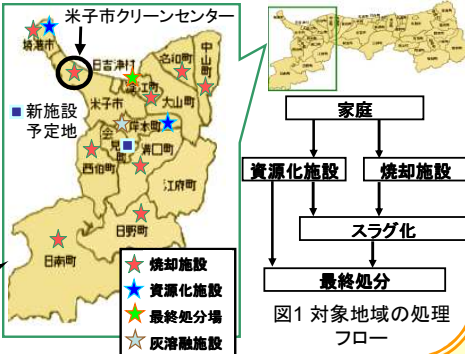 米子市クリーンセンター
境港市
日吉津村
名和町
中山町
淀江町
米子市
大山町
新施設
予定地
岸本町
会見町
溝口町
西伯町
江府町
日野町
日南町
焼却施設
資源化施設
最終処分場
灰溶融施設
家庭
資源化施設
焼却施設
スラグ化
最終処分
図1 対象地域の処理
フロー